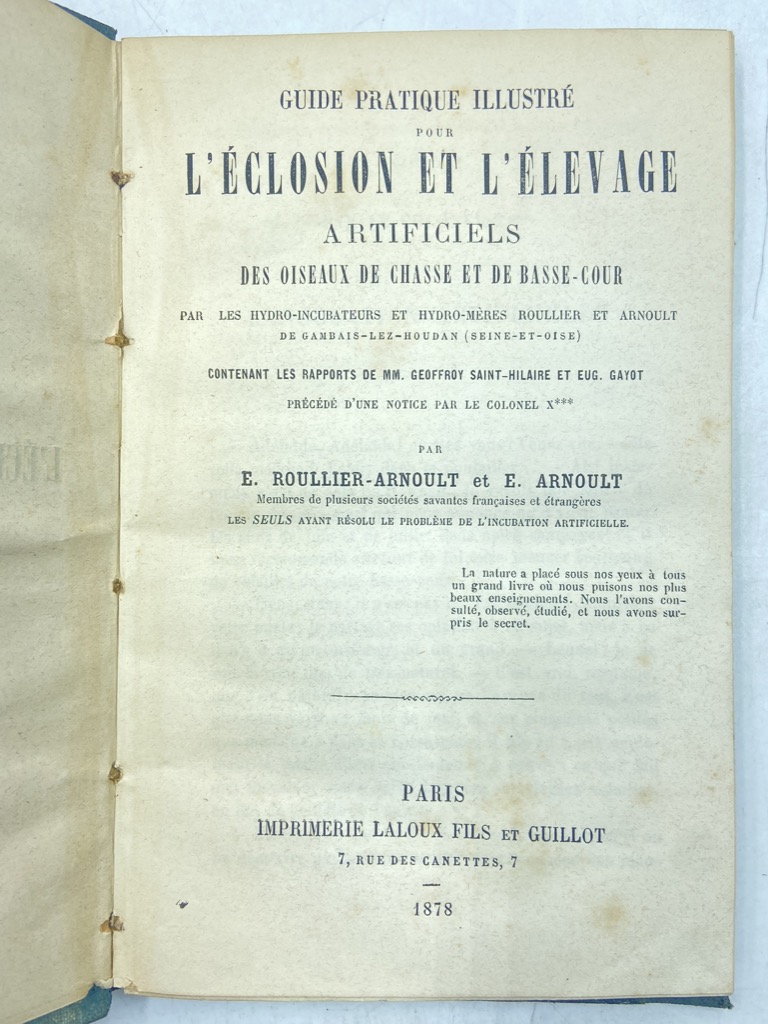 GUIDE PRATIQUE ILLUSTRÉ
POUR
L'ÉCLOSION ET L'ÉLEVAGE
ARTIFICIELS
DES OISEAUX DE CHASSE ET DE BASSE-COUR
PAR LES HYDRO-INCUBATEURS ET HYDRO-MÈRES ROULLIER ET ARNOULT
DE GAMBAIS-LEZ-HOUDAN (SEINE-ET-OISE)
CONTENANT LES RAPPORTS DE MM. GEOFFROY SAINT-HILAIRE ET EUG. GAYOT
PRÉCÉDÉ D'UNE NOTICE PAR LE COLONEL X***
PAR
E. ROULLIER-ARNOULT et E. ARNOULT
Membres de plusieurs sociétés savantes françaises et étrangères
LES SEULS AYANT RÉSOLU LE PROBLÈME DE L'INCUBATION ARTIFICIELLE.
La nature a placé sous nos yeux à tous
un grand livre où nous puisons nos plus
beaux enseignements. Nous l'avons con-
sulté, observé, étudié, et nous avons sur-
pris le secret.
PARIS
IMPRIMERIE LALOUX FILS ET GUILLOT
7, RUE DES CANETTES, 7
1878